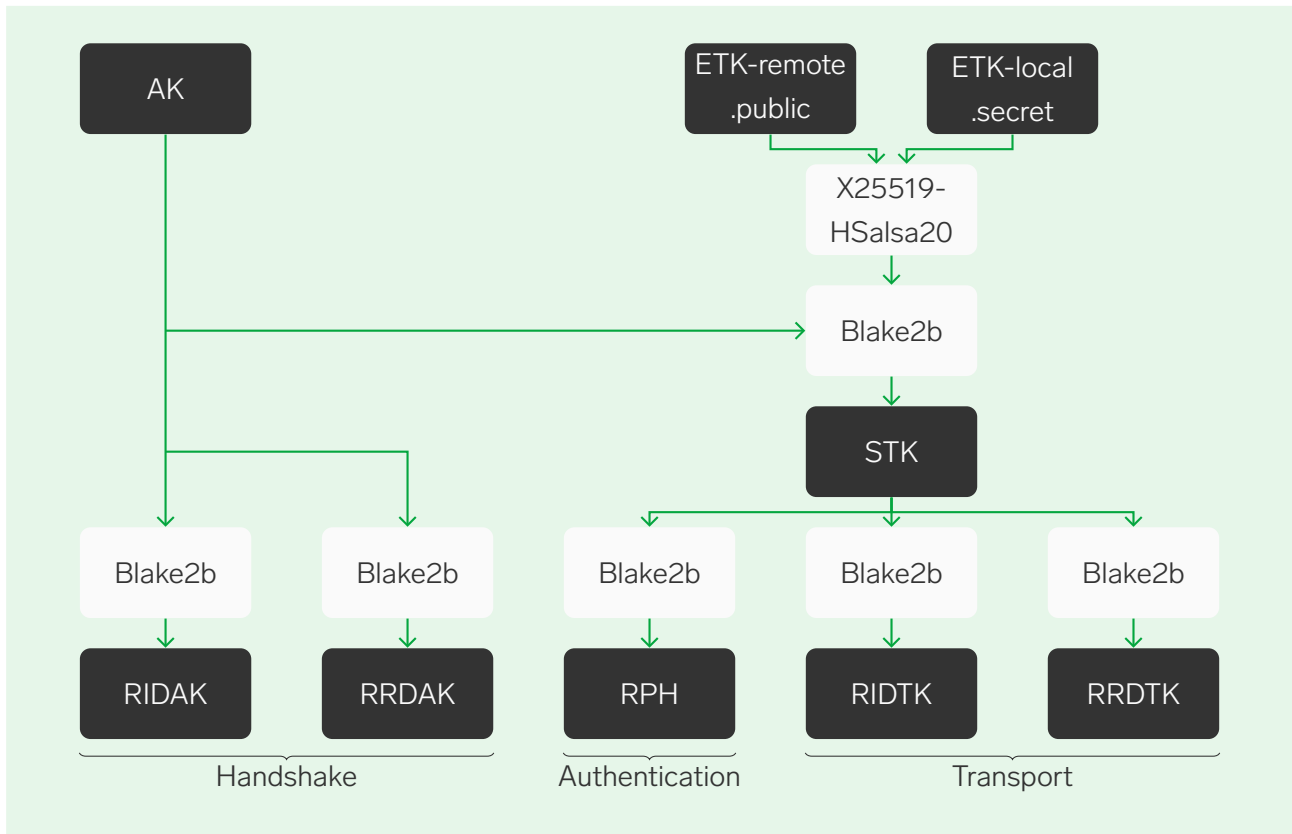 AK
ETK-remote
.public
ETK-local
.secret
X25519-
HSalsa20
Blake2b
STK
Blake2b
Blake2b
Blake2b
Blake2b
Blake2b
RIDAK
RRDAK
RPH
RIDTK
RRDTK
Handshake
Authentication
Transport